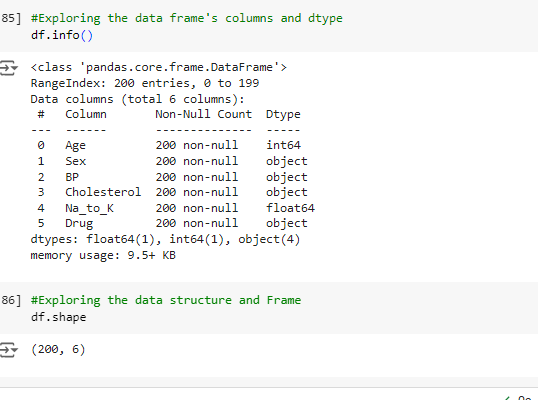 85] #Exploring the data frame's columns and dtype
df.info()
<class 'pandas.core.frame.DataFrame'>
RangeIndex: 200 entries, 0 to 199
Data columns (total 6 columns):
 #   Column       Non-Null Count  Dtype
---  ------       --------------  -----
 0   Age          200 non-null    int64
 1   Sex          200 non-null    object
 2   BP           200 non-null    object
 3   Cholesterol  200 non-null    object
 4   Na_to_K      200 non-null    float64
 5   Drug         200 non-null    object
dtypes: float64(1), int64(1), object(4)
memory usage: 9.5+ KB
86] #Exploring the data structure and Frame
df.shape
(200, 6)